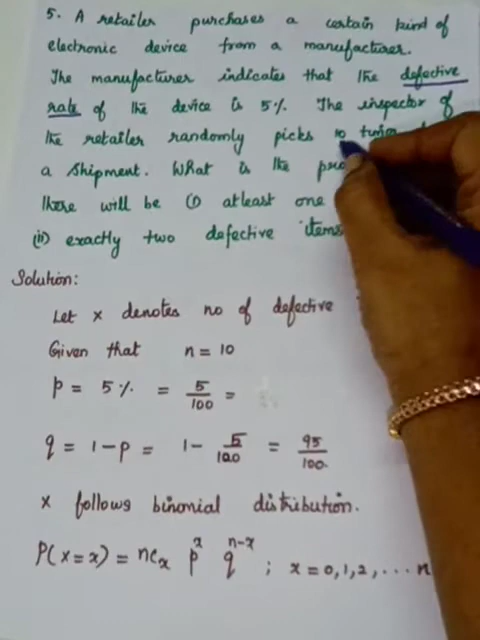 5. A retailer purchases a certain kind of
electronic device from a manufacturer.
The manufacturer indicates that the defective
rate of the device is 5%. The inspector of
the retailer randomly picks 10
a shipment. What is the
there will be (i) atleast one
(ii) exactly two defective items
Solution:
Let x denotes no of defective
Given that n = 10
p = 5% = 5/100 =
q = 1-p = 1 - 5/100 = 95/100
x follows binomial distribution.
P(x=x) = nCx p^x q^n-x ; x = 0,1,2, ... n